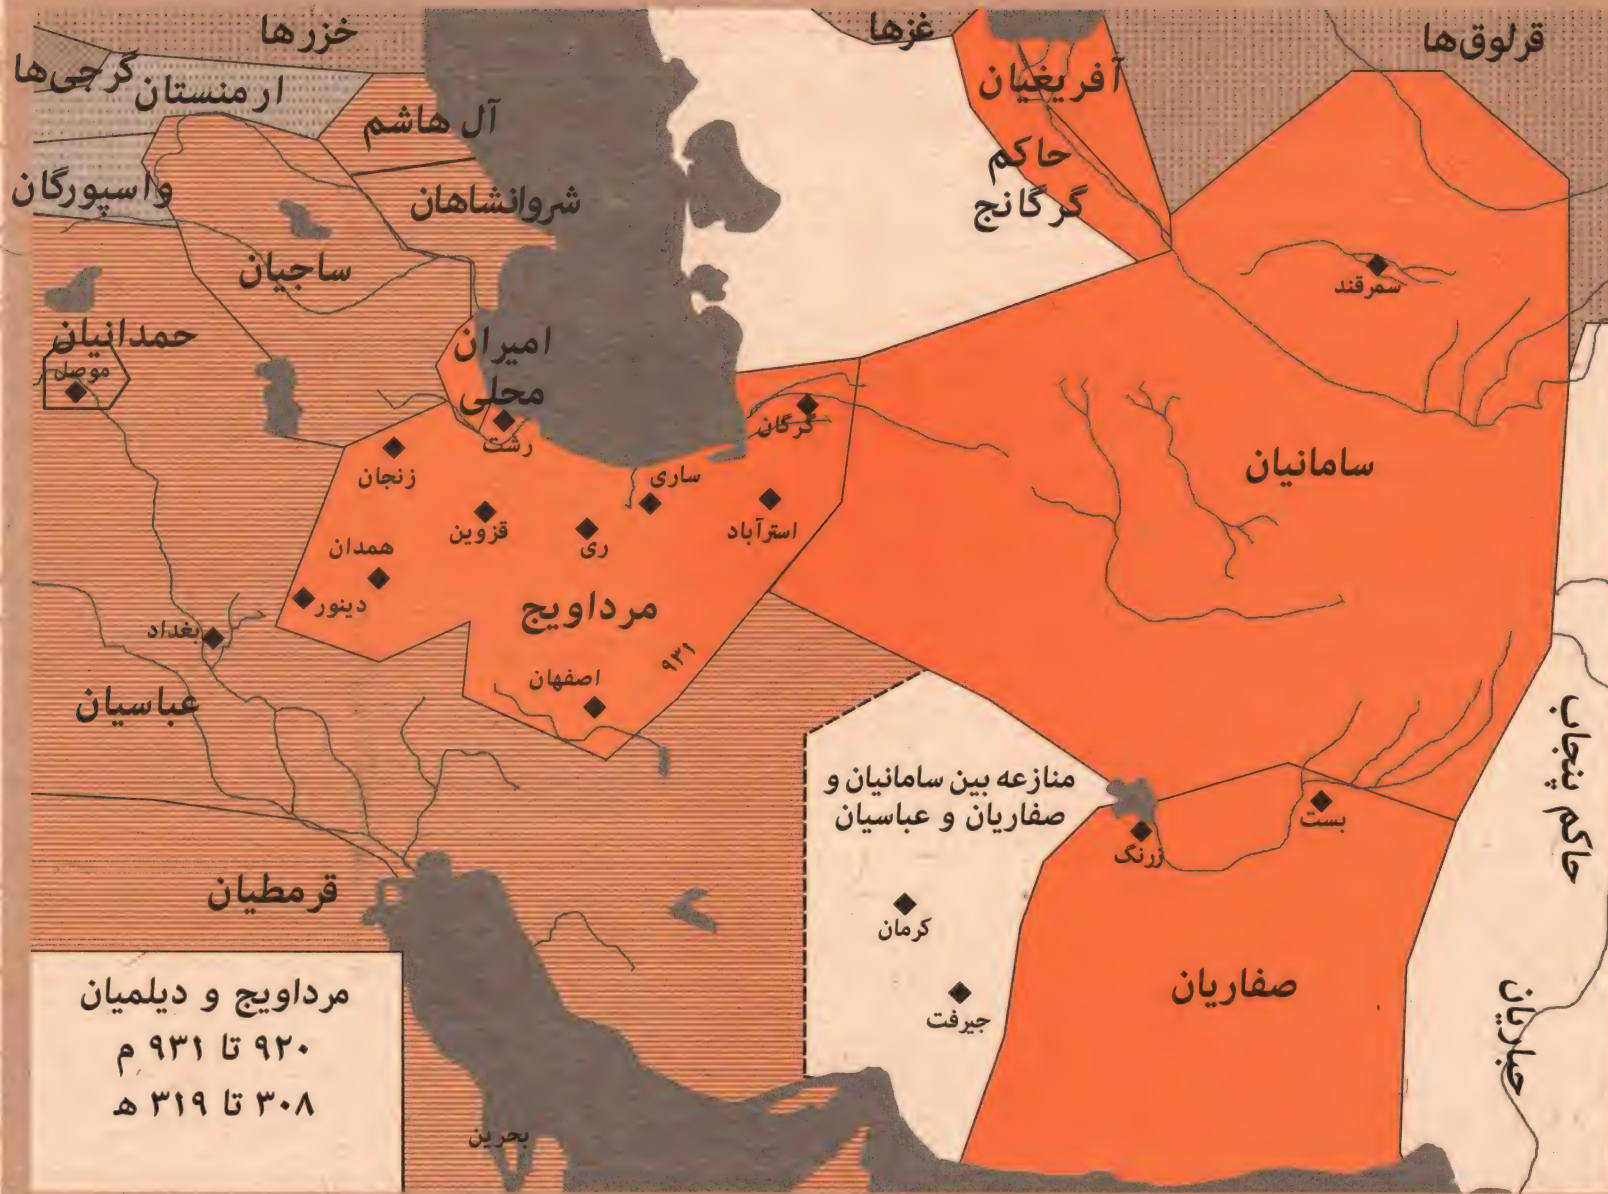 خزرها
غزها
قرلوق‌ها
گرجی‌ها
ارمنستان
آل هاشم
آفریغیان
حاکم
گرگانج
واسپورگان
شروانشاهان
ساجیان
سمرقند
حمدانیان
موصل
امیران
محلی
رشت
گرگان
سامانیان
زنجان
ساری
قزوین
ری
استرآباد
همدان
دینور
مرداویج
۹۳۱
بغداد
اصفهان
عباسیان
منازعه بین سامانیان و
صفاریان و عباسیان
بست
زرنگ
حاکم پنجاب
قرمطیان
کرمان
جیرفت
صفاریان
حباریان
مرداویج و دیلمیان
۹۲۰ تا ۹۳۱ م
۳۰۸ تا ۳۱۹ ه
بحرین